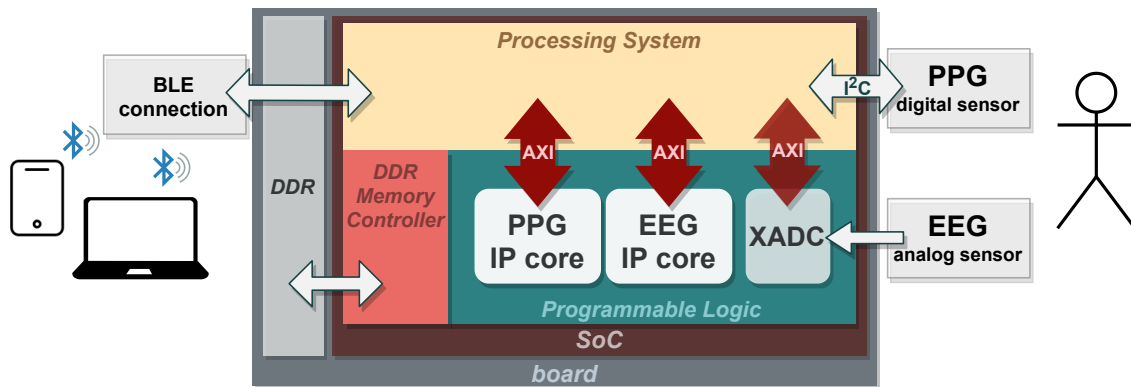 Processing System
BLE
connection
I²C
PPG
digital sensor
AXI
AXI
AXI
DDR
DDR
Memory
Controller
PPG
IP core
EEG
IP core
XADC
EEG
analog sensor
Programmable Logic
SoC
board